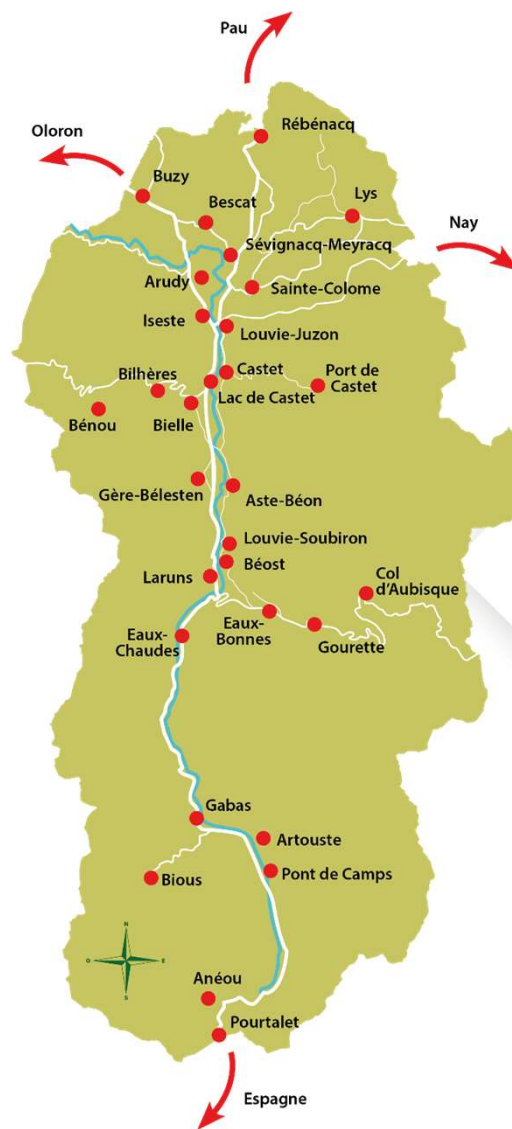 Pau
Oloron
Rébénacq
Buzy
Lys
Bescat
Nay
Sévignacq-Meyracq
Arudy
Sainte-Colome
Iseste
Louvie-Juzon
Castet
Port de
Castet
Bilhères
Lac de Castet
Bénou
Bielle
Gère-Bélesten
Aste-Béon
Louvie-Soubiron
Béost
Col
d'Aubisque
Laruns
Eaux-
Bonnes
Eaux-
Chaudes
Gourette
Gabas
Artouste
Pont de Camps
Bious
N
O
E
S
Anéou
Pourtalet
Espagne